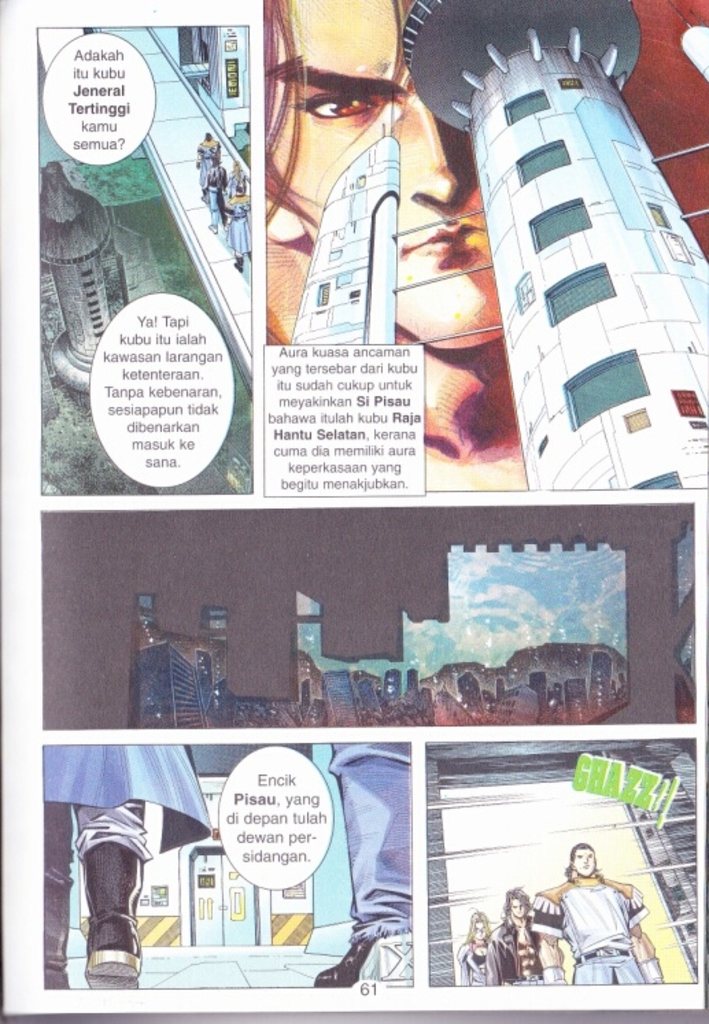 Adakah
itu kubu
Jeneral
Tertinggi
kamu
semua?
Ya! Tapi
kubu itu ialah
kawasan larangan
ketenteraan.
Tanpa kebenaran,
sesiapapun tidak
dibenarkan
masuk ke
sana.
Aura kuasa ancaman
yang tersebar dari kubu
itu sudah cukup untuk
meyakinkan Si Pisau
bahawa itulah kubu Raja
Hantu Selatan, kerana
cuma dia memiliki aura
keperkasaan yang
begitu menakjubkan.
Encik
Pisau, yang
di depan tulah
dewan per-
sidangan.
GHAZZ!!
61